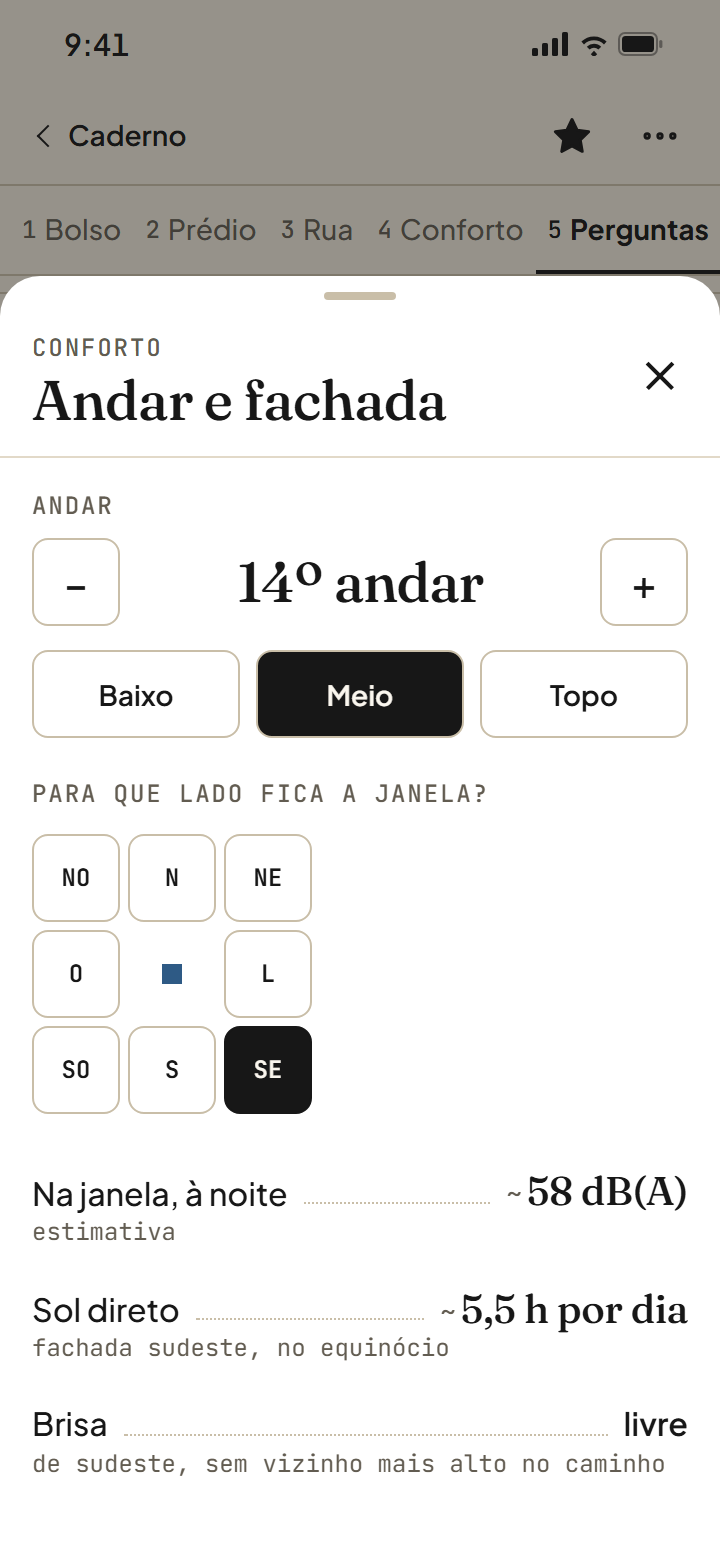 9:41
Caderno
1 Bolso 2 Prédio 3 Rua 4 Conforto 5 Perguntas
CONFORTO
Andar e fachada
ANDAR
– 14º andar +
Baixo Meio Topo
PARA QUE LADO FICA A JANELA?
NO N NE
O L
SO S SE
Na janela, à noite ~58 dB(A)
estimativa
Sol direto ~5,5 h por dia
fachada sudeste, no equinócio
Brisa livre
de sudeste, sem vizinho mais alto no caminho